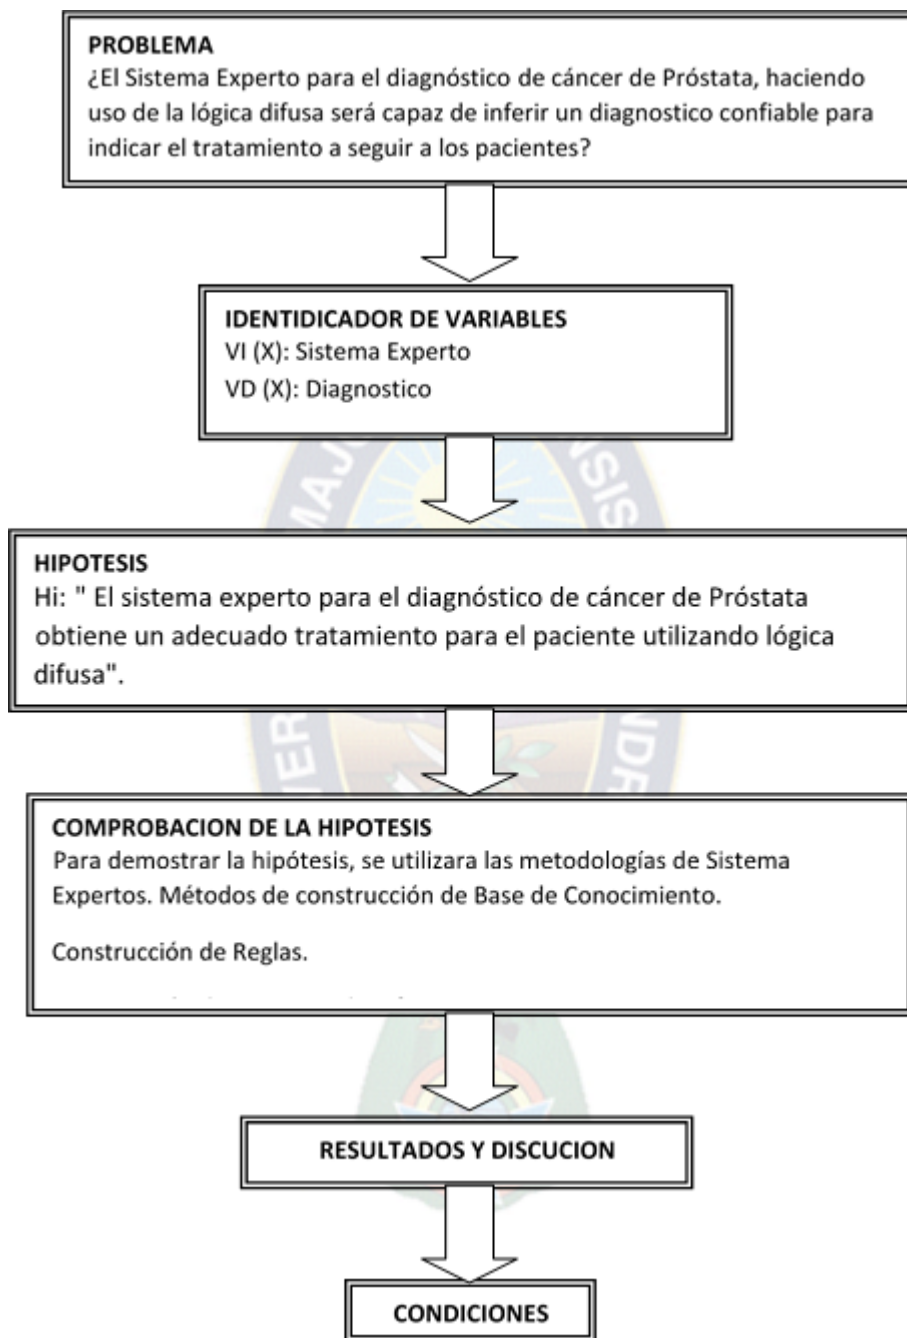 PROBLEMA
¿El Sistema Experto para el diagnóstico de cáncer de Próstata, haciendo
uso de la lógica difusa será capaz de inferir un diagnostico confiable para
indicar el tratamiento a seguir a los pacientes?
IDENTIDICADOR DE VARIABLES
VI (X): Sistema Experto
VD (X): Diagnostico
MAJO
NSIS
HIPOTESIS
Hi: " El sistema experto para el diagnóstico de cáncer de Próstata
obtiene un adecuado tratamiento para el paciente utilizando lógica
difusa".
VER
NDR
COMPROBACION DE LA HIPOTESIS
Para demostrar la hipótesis, se utilizara las metodologías de Sistema
Expertos. Métodos de construcción de Base de Conocimiento.
Construcción de Reglas.
RESULTADOS Y DISCUCION
CONDICIONES